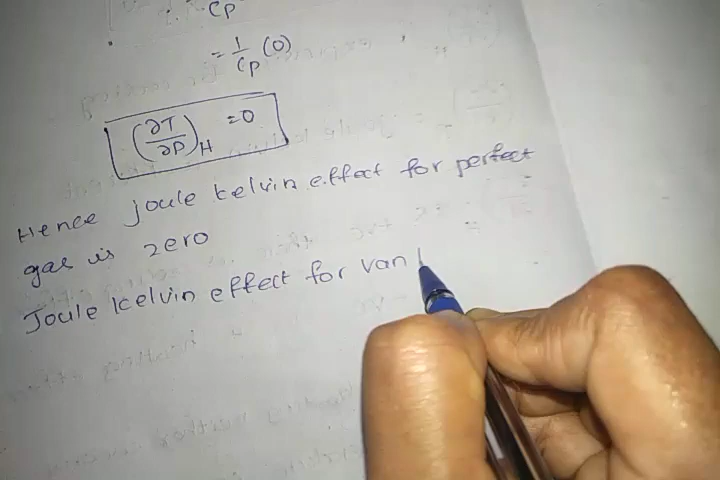 Cp
= 1/Cp (0)
(∂T/∂P)H = 0
Hence joule kelvin effect for perfect
gas is zero
Joule kelvin effect for van